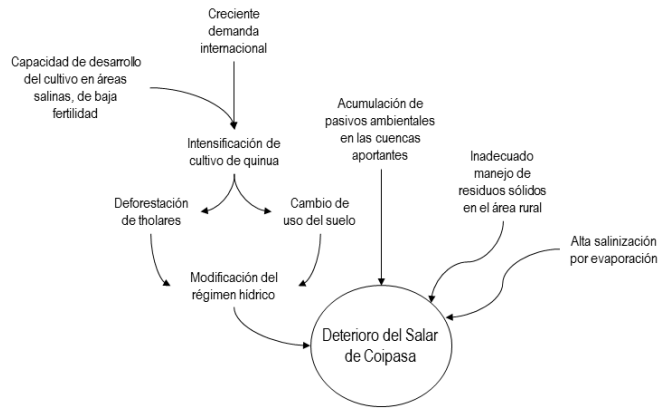 Creciente
demanda
internacional
Capacidad de desarrollo
del cultivo en áreas
salinas, de baja
fertilidad
Acumulación de
pasivos ambientales
en las cuencas
aportantes
Intensificación de
cultivo de quinua
Inadecuado
manejo de
residuos sólidos
en el área rural
Deforestación
de tholares
Cambio de
uso del suelo
Alta salinización
por evaporación
Modificación del
régimen hídrico
Deterioro del Salar
de Coipasa